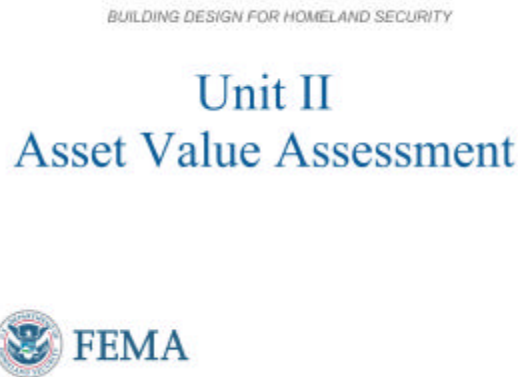 BUILDING DESIGN FOR HOMELAND SECURITY
Unit II
Asset Value Assessment
FEMA